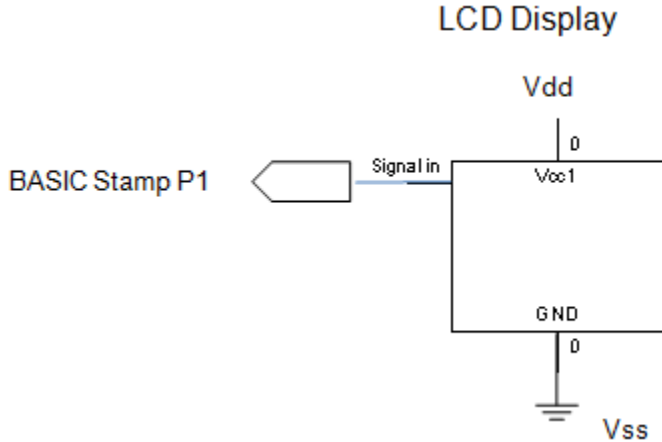 LCD Display
Vdd
0
Signal in
Vcc1
BASIC Stamp P1
GND
0
Vss